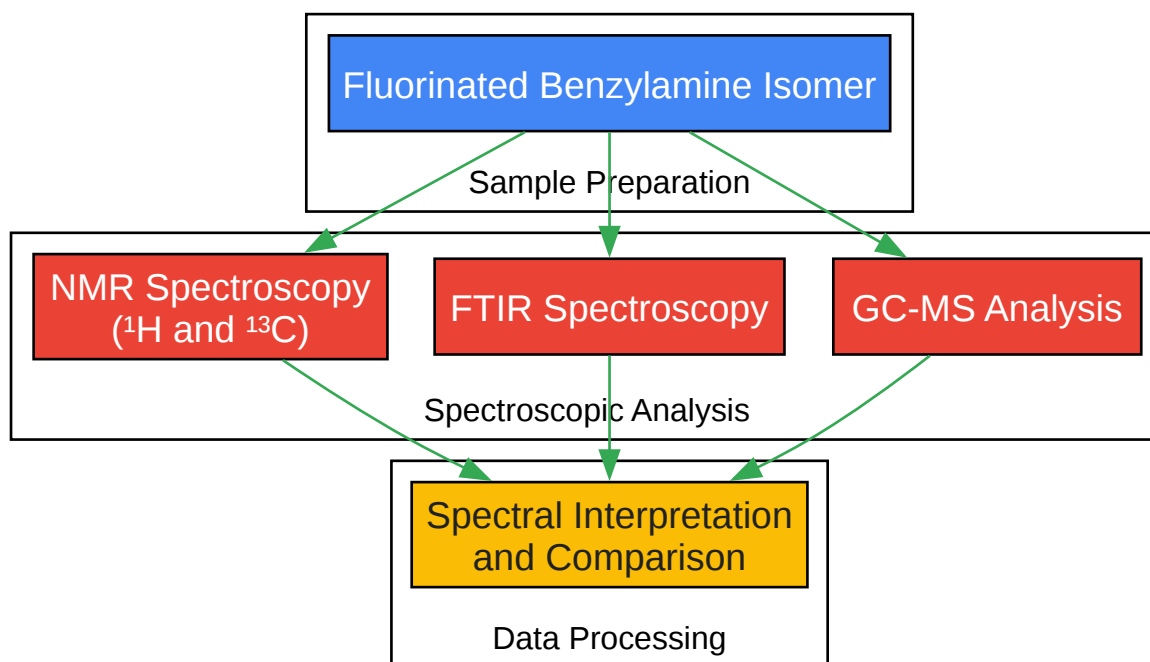 Fluorinated Benzylamine Isomer
Sample Preparation
NMR Spectroscopy
(¹H and ¹³C)
FTIR Spectroscopy
GC-MS Analysis
Spectroscopic Analysis
Spectral Interpretation
and Comparison
Data Processing